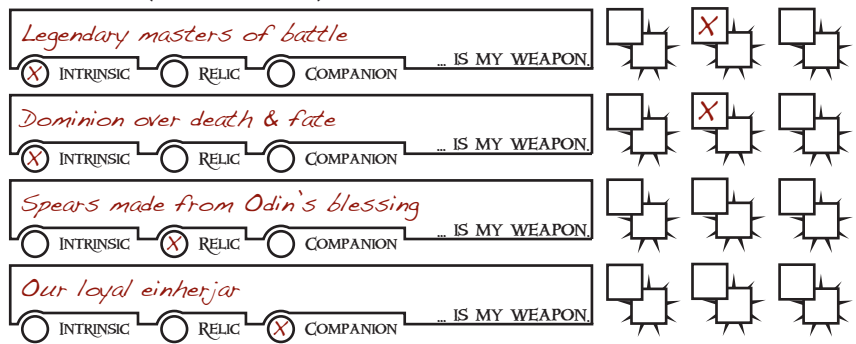 Legendary masters of battle
X INTRINSIC RELIC COMPANION ... IS MY WEAPON. X
Dominion over death & fate
X INTRINSIC RELIC COMPANION ... IS MY WEAPON. X
Spears made from Odin's blessing
INTRINSIC X RELIC COMPANION ... IS MY WEAPON.
Our loyal einherjar
INTRINSIC RELIC X COMPANION ... IS MY WEAPON.